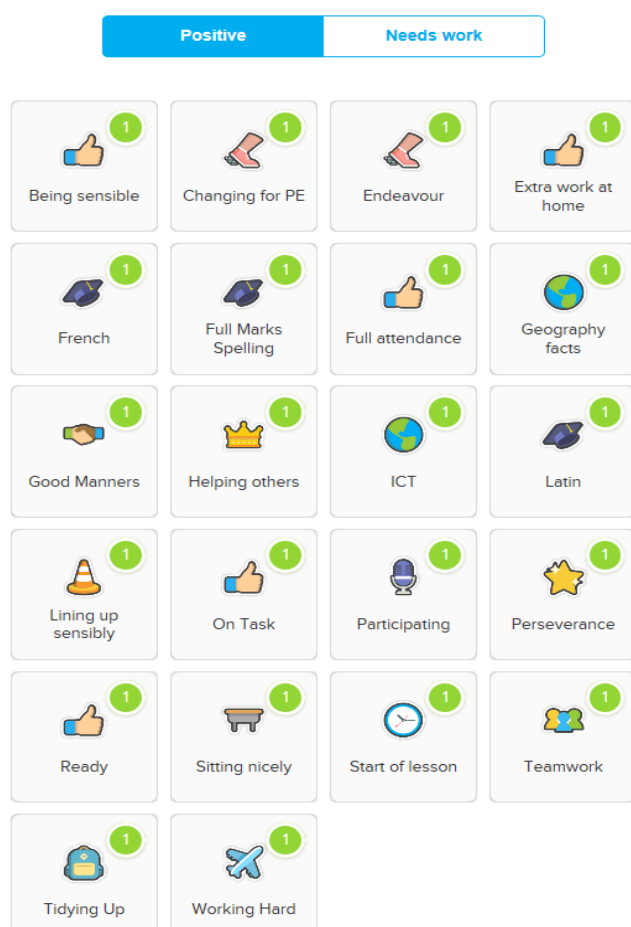 Positive Needs work
1 1 1 1
Being sensible Changing for PE Endeavour Extra work at
home
1 1 1 1
French Full Marks Full attendance Geography
Spelling facts
1 1 1 1
Good Manners Helping others ICT Latin
1 1 1 1
Lining up On Task Participating Perseverance
sensibly
1 1 1 1
Ready Sitting nicely Start of lesson Teamwork
1 1
Tidying Up Working Hard